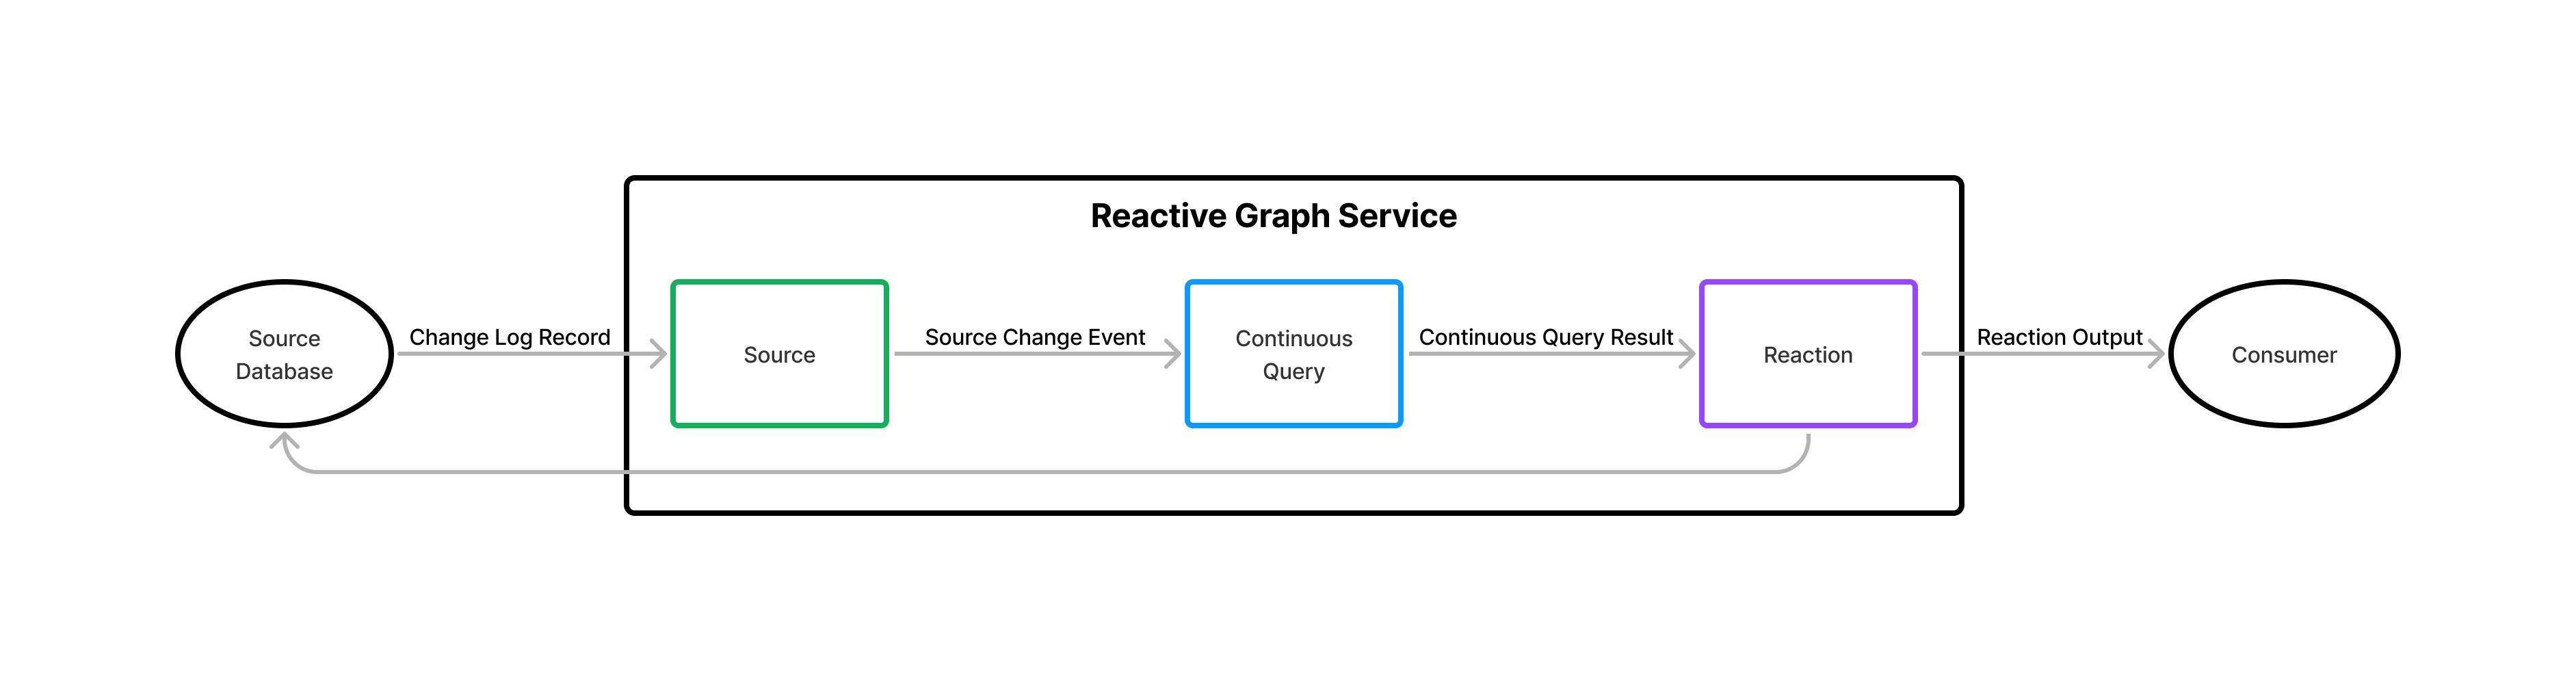 Reactive Graph Service
Source
Database
Change Log Record
Source
Source Change Event
Continuous
Query
Continuous Query Result
Reaction
Reaction Output
Consumer